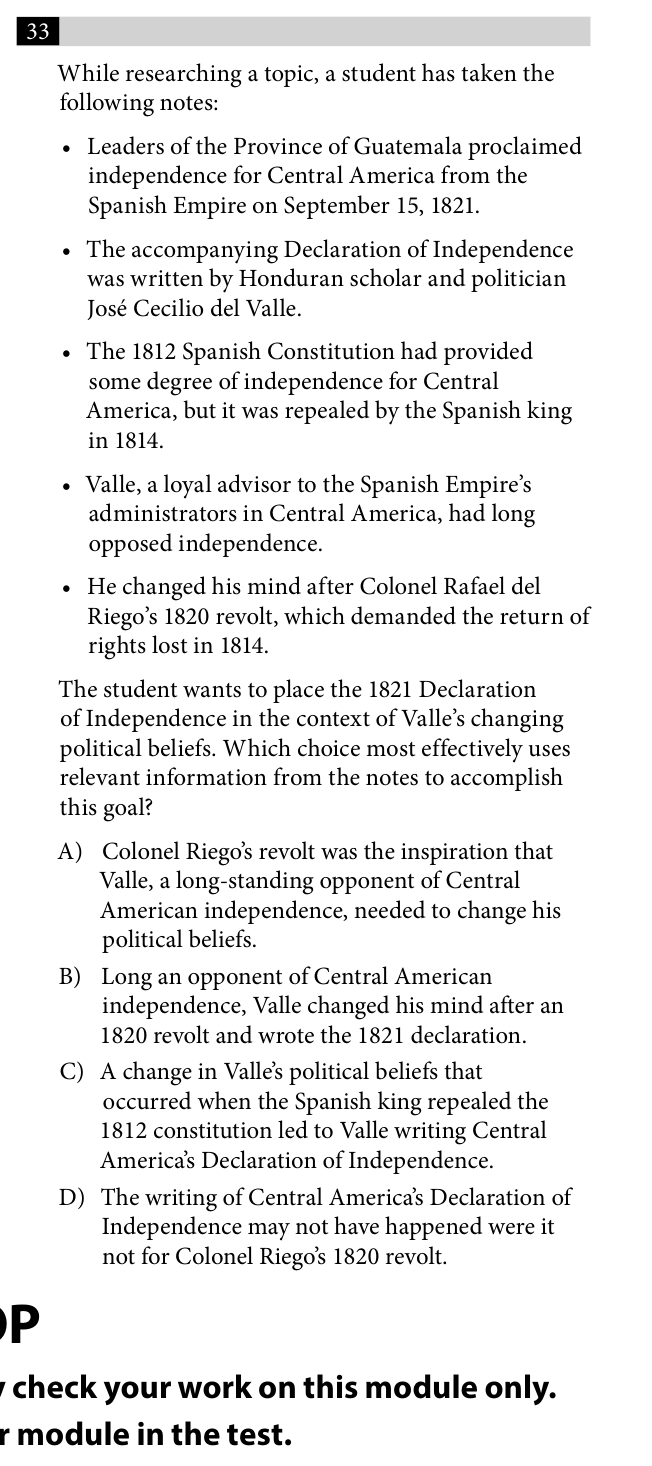 33
While researching a topic, a student has taken the
following notes:
• Leaders of the Province of Guatemala proclaimed
independence for Central America from the
Spanish Empire on September 15, 1821.
• The accompanying Declaration of Independence
was written by Honduran scholar and politician
José Cecilio del Valle.
• The 1812 Spanish Constitution had provided
some degree of independence for Central
America, but it was repealed by the Spanish king
in 1814.
• Valle, a loyal advisor to the Spanish Empire’s
administrators in Central America, had long
opposed independence.
• He changed his mind after Colonel Rafael del
Riego’s 1820 revolt, which demanded the return of
rights lost in 1814.
The student wants to place the 1821 Declaration
of Independence in the context of Valle’s changing
political beliefs. Which choice most effectively uses
relevant information from the notes to accomplish
this goal?
A) Colonel Riego’s revolt was the inspiration that
Valle, a long-standing opponent of Central
American independence, needed to change his
political beliefs.
B) Long an opponent of Central American
independence, Valle changed his mind after an
1820 revolt and wrote the 1821 declaration.
C) A change in Valle’s political beliefs that
occurred when the Spanish king repealed the
1812 constitution led to Valle writing Central
America’s Declaration of Independence.
D) The writing of Central America’s Declaration of
Independence may not have happened were it
not for Colonel Riego’s 1820 revolt.
OP
y check your work on this module only.
r module in the test.